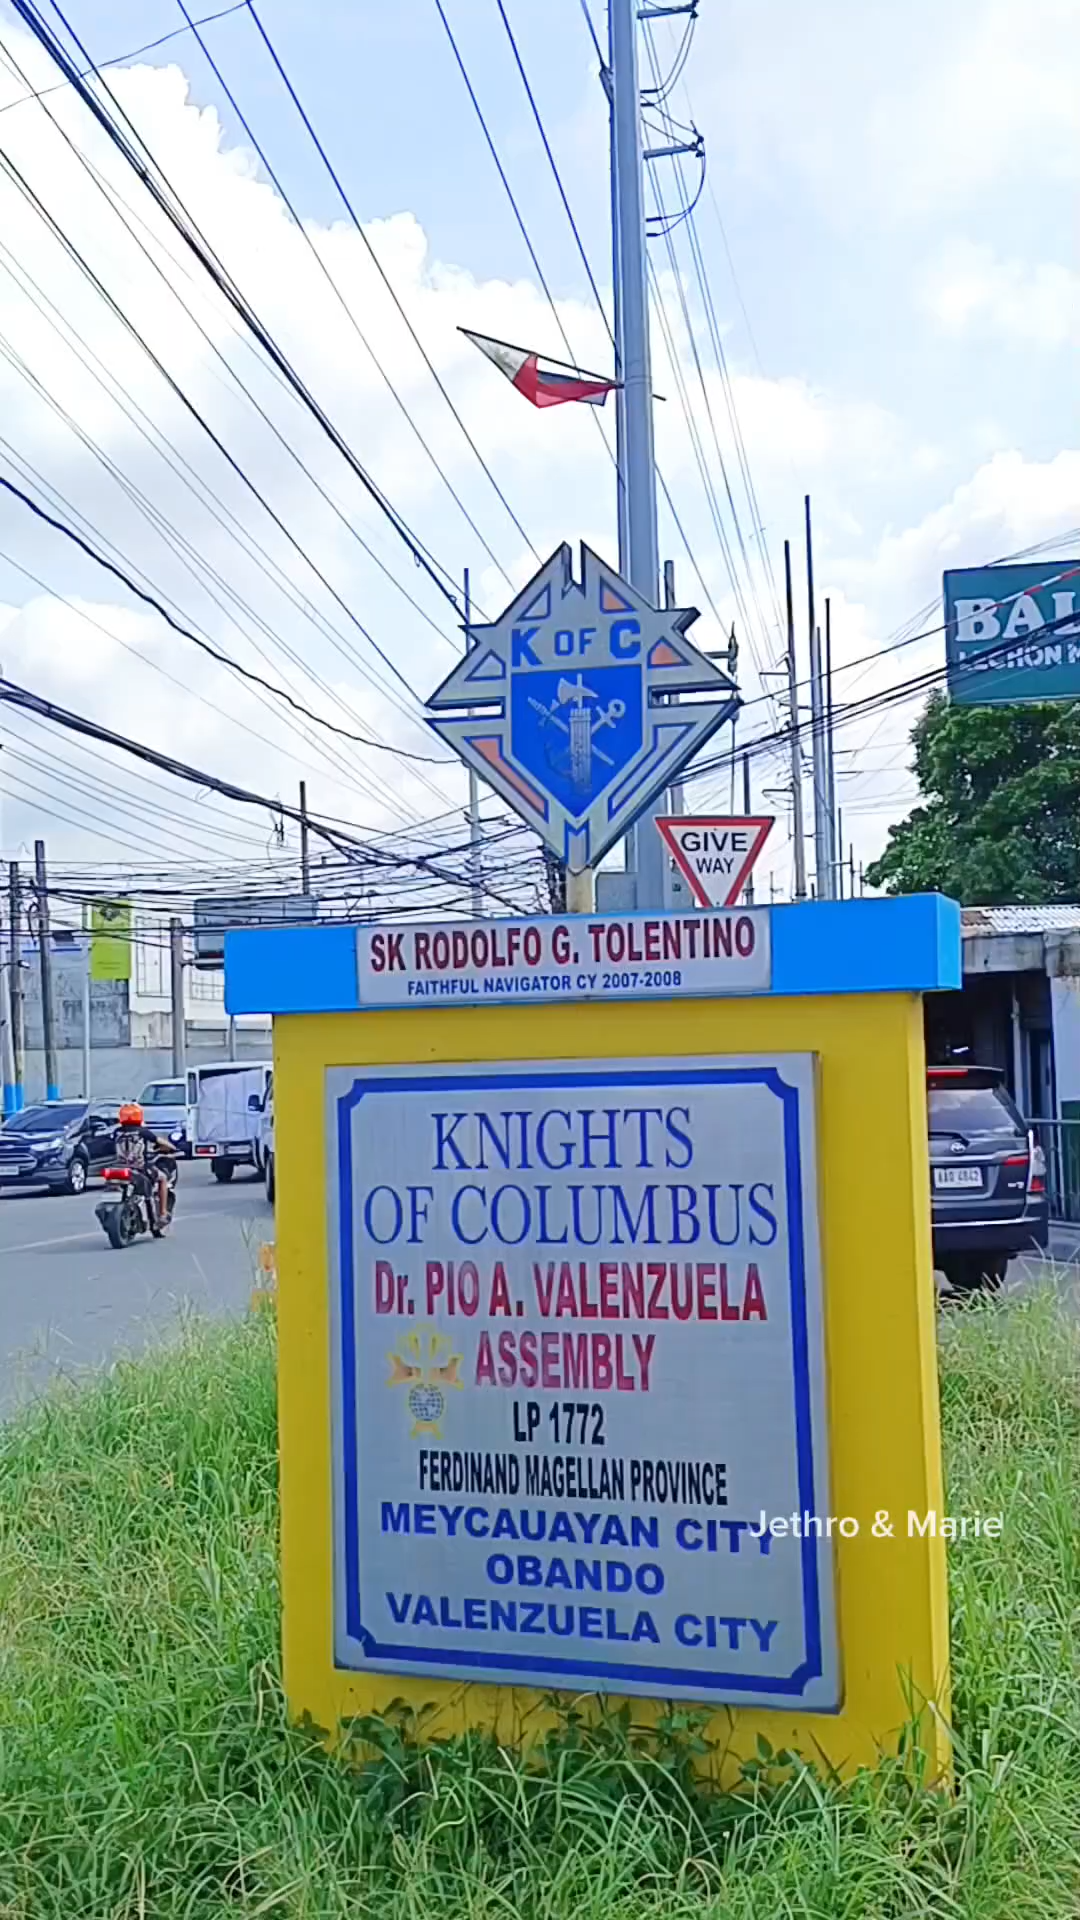 K OF C
GIVE
WAY
SK RODOLFO G. TOLENTINO
FAITHFUL NAVIGATOR CY 2007-2008
KNIGHTS
OF COLUMBUS
Dr. PIO A. VALENZUELA
ASSEMBLY
LP 1772
FERDINAND MAGELLAN PROVINCE
MEYCAUAYAN CITY
OBANDO
VALENZUELA CITY
Jethro & Marie
LECHON